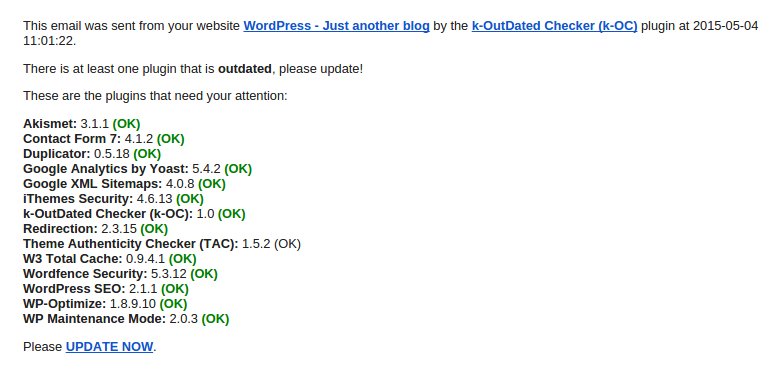 This email was sent from your website WordPress - Just another blog by the k-OutDated Checker (k-OC) plugin at 2015-05-04
11:01:22.
There is at least one plugin that is outdated, please update!
These are the plugins that need your attention:
Akismet: 3.1.1 (OK)
Contact Form 7: 4.1.2 (OK)
Duplicator: 0.5.18 (OK)
Google Analytics by Yoast: 5.4.2 (OK)
Google XML Sitemaps: 4.0.8 (OK)
iThemes Security: 4.6.13 (OK)
k-OutDated Checker (k-OC): 1.0 (OK)
Redirection: 2.3.15 (OK)
Theme Authenticity Checker (TAC): 1.5.2 (OK)
W3 Total Cache: 0.9.4.1 (OK)
Wordfence Security: 5.3.12 (OK)
WordPress SEO: 2.1.1 (OK)
WP-Optimize: 1.8.9.10 (OK)
WP Maintenance Mode: 2.0.3 (OK)
Please UPDATE NOW.